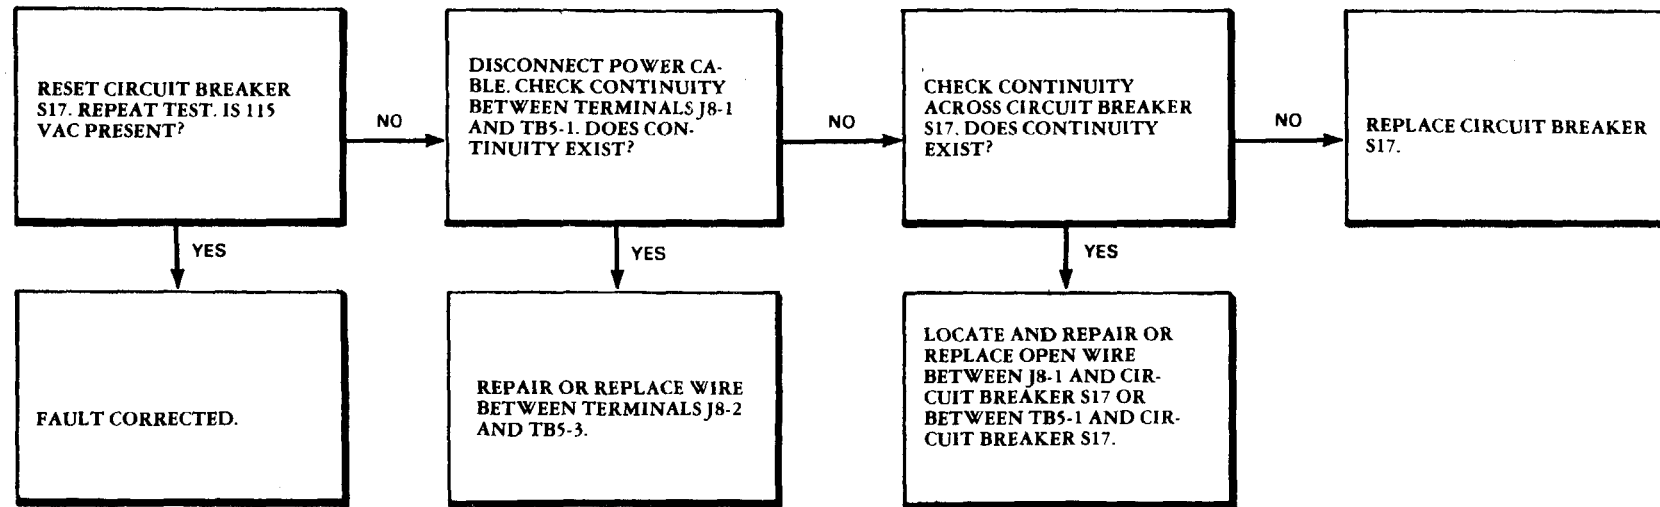 RESET CIRCUIT BREAKER
S17. REPEAT TEST. IS 115
VAC PRESENT?
NO
YES
FAULT CORRECTED.
DISCONNECT POWER CA-
BLE. CHECK CONTINUITY
BETWEEN TERMINALS J8-1
AND TB5-1. DOES CON-
TINUITY EXIST?
NO
YES
REPAIR OR REPLACE WIRE
BETWEEN TERMINALS J8-2
AND TB5-3.
CHECK CONTINUITY
ACROSS CIRCUIT BREAKER
S17. DOES CONTINUITY
EXIST?
NO
YES
LOCATE AND REPAIR OR
REPLACE OPEN WIRE
BETWEEN J8-1 AND CIR-
CUIT BREAKER S17 OR
BETWEEN TB5-1 AND CIR-
CUIT BREAKER S17.
REPLACE CIRCUIT BREAKER
S17.